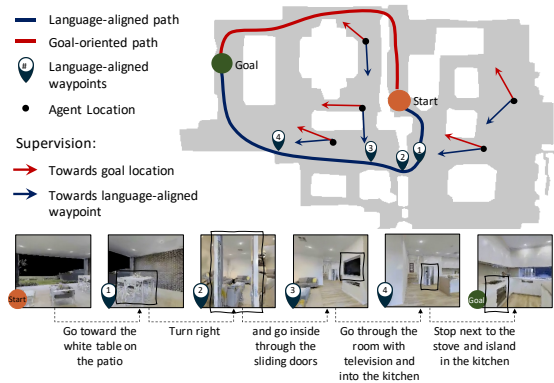 Language-aligned path
Goal-oriented path
#
Language-aligned
waypoints
Agent Location
Supervision:
Towards goal location
Towards language-aligned
waypoint
Goal
Start
4
3
2
1
Start
1
2
3
4
Goal
Go toward the
white table on
the patio
Turn right
and go inside
through the
sliding doors
Go through the
room with
television and
into the kitchen
Stop next to the
stove and island
in the kitchen